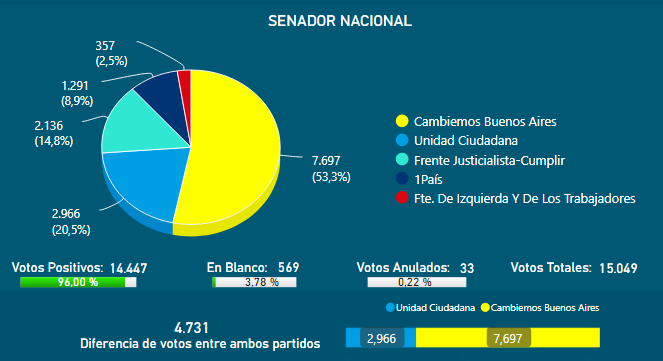 SENADOR NACIONAL
357
(2,5%)
1.291
(8,9%)
2.136
(14,8%)
2.966
(20,5%)
7.697
(53,3%)
Cambiemos Buenos Aires
Unidad Ciudadana
Frente Justicialista-Cumplir
1País
Fte. De Izquierda Y De Los Trabajadores
Votos Positivos: 14.447
96,00 %
En Blanco: 569
3,78 %
Votos Anulados: 33
0,22 %
Votos Totales: 15.049
4.731
Diferencia de votos entre ambos partidos
Unidad Ciudadana Cambiemos Buenos Aires
2,966 7,697